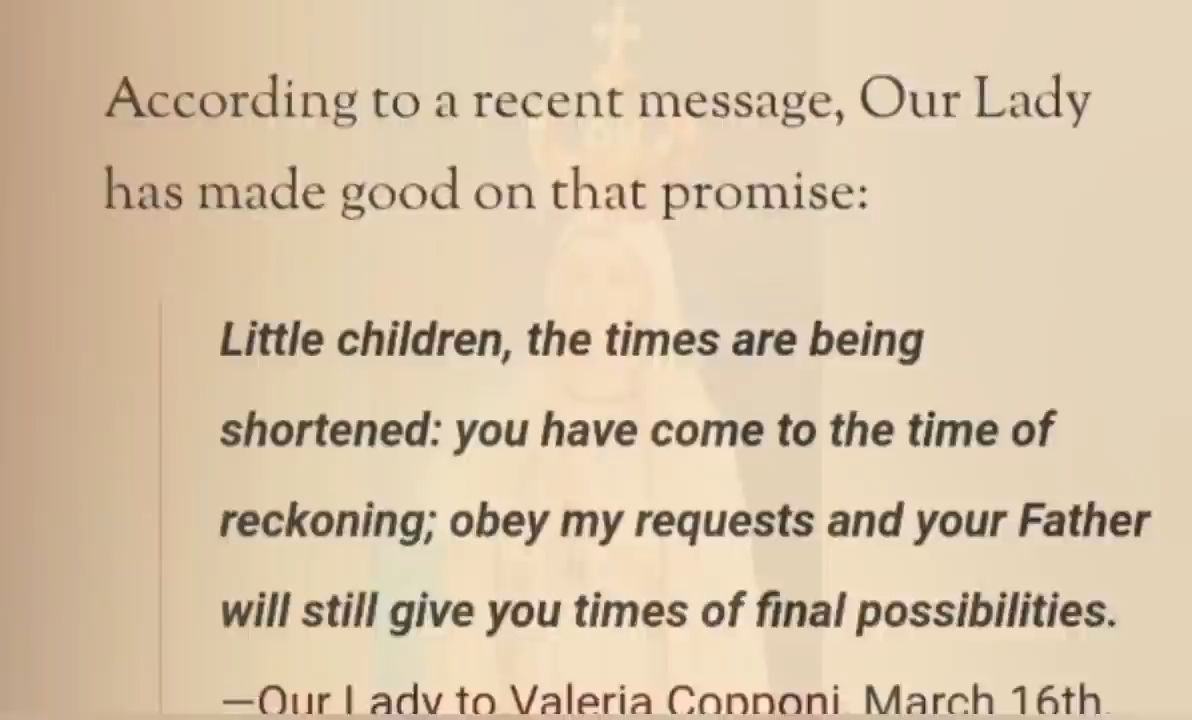 According to a recent message, Our Lady
has made good on that promise:
Little children, the times are being
shortened: you have come to the time of
reckoning; obey my requests and your Father
will still give you times of final possibilities.
—Our Lady to Valeria Copponi, March 16th,